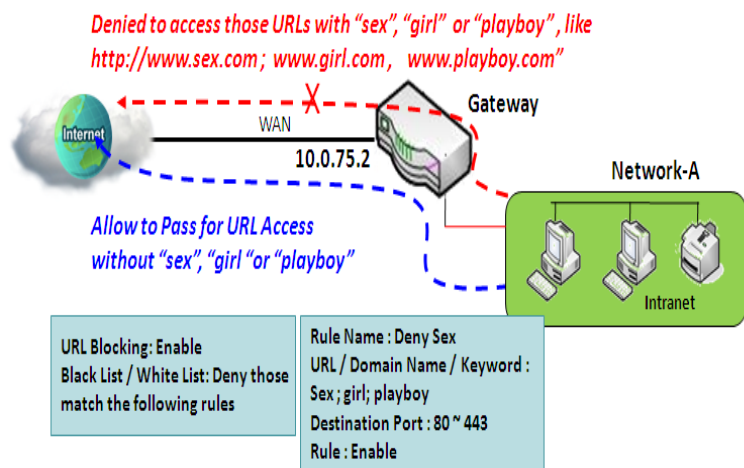 Denied to access those URLs with “sex”, “girl” or “playboy” , like
http://www.sex.com ; www.girl.com , www.playboy.com”
Gateway
Internet
WAN
10.0.75.2
Network-A
Allow to Pass for URL Access
without “sex”, “girl “or “playboy”
Intranet
URL Blocking: Enable
Black List / White List: Deny those
match the following rules
Rule Name : Deny Sex
URL / Domain Name / Keyword :
Sex ; girl; playboy
Destination Port : 80 ~ 443
Rule : Enable